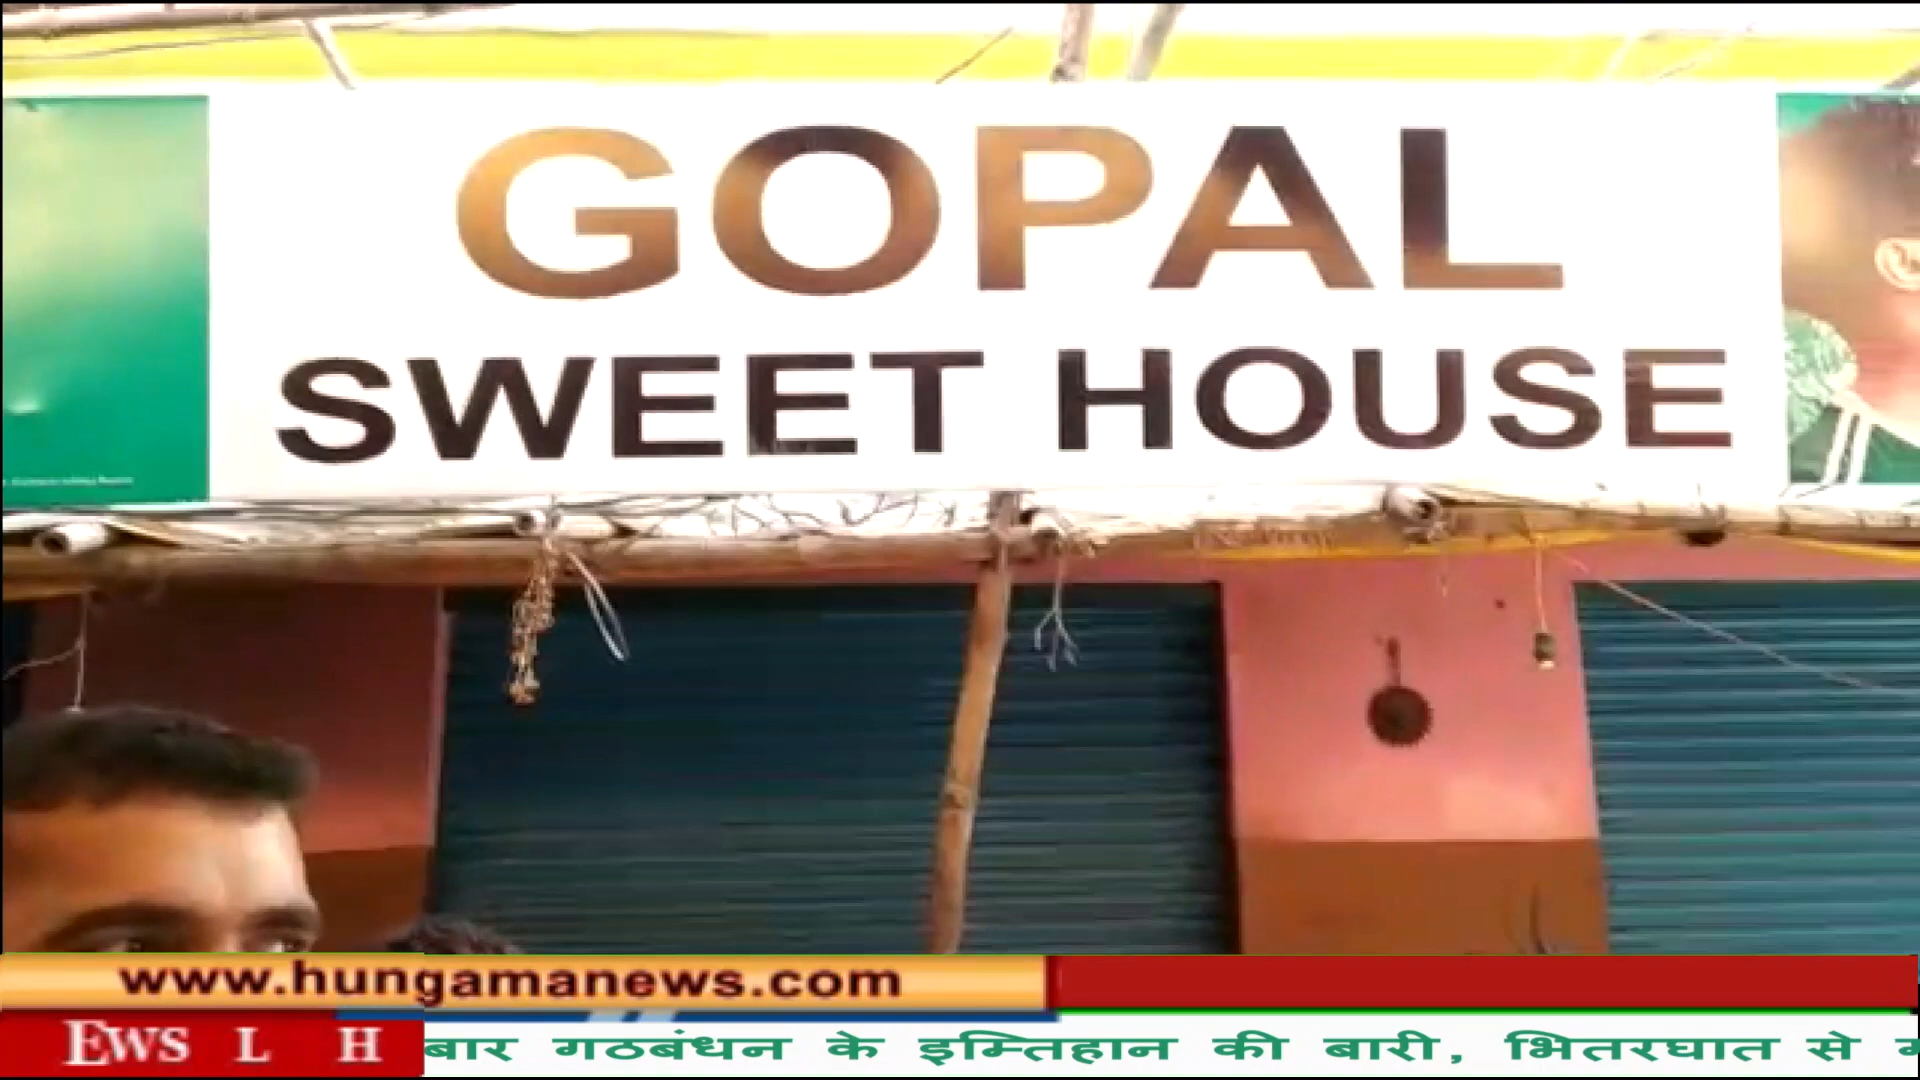 GOPAL
SWEET HOUSE
www.hungamanews.com
EWS L H
बार गठबंधन के इम्तिहान की बारी, भितरघात से